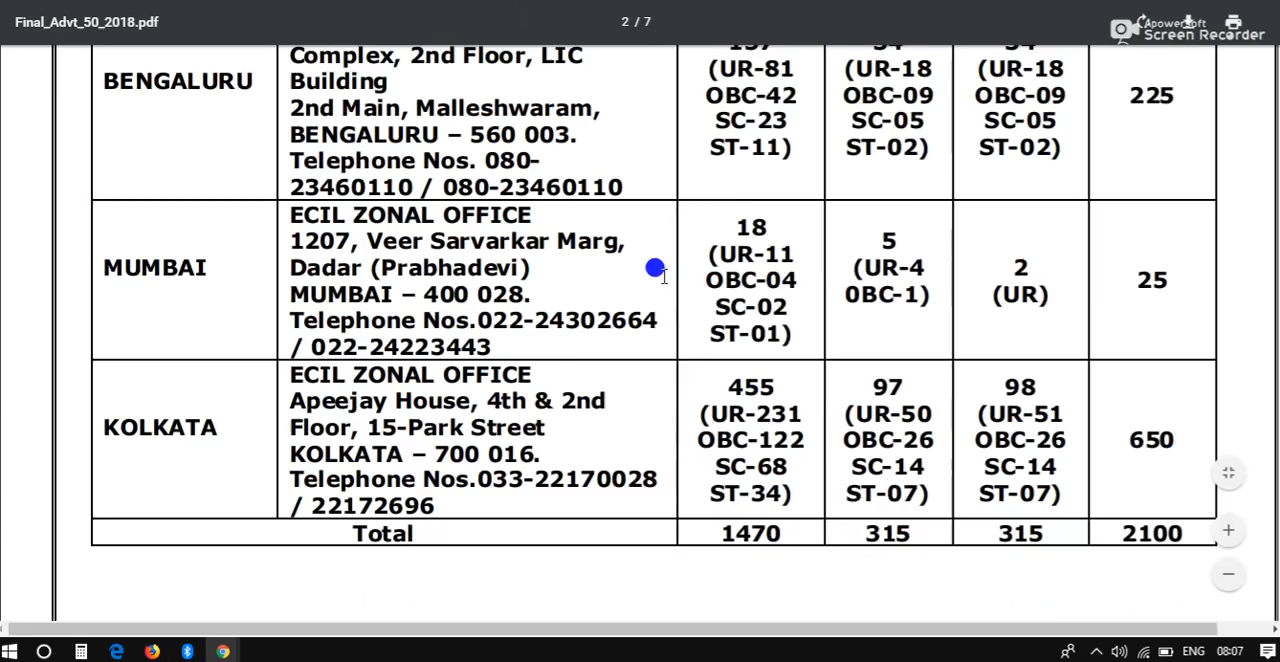 Final_Advt_50_2018.pdf
2 / 7
Apowersoft
Screen Recorder
BENGALURU
Complex, 2nd Floor, LIC
Building
2nd Main, Malleshwaram,
BENGALURU – 560 003.
Telephone Nos. 080-
23460110 / 080-23460110
(UR-81
OBC-42
SC-23
ST-11)
(UR-18
OBC-09
SC-05
ST-02)
(UR-18
OBC-09
SC-05
ST-02)
225
MUMBAI
ECIL ZONAL OFFICE
1207, Veer Sarvarkar Marg,
Dadar (Prabhadevi)
MUMBAI – 400 028.
Telephone Nos.022-24302664
/ 022-24223443
18
(UR-11
OBC-04
SC-02
ST-01)
5
(UR-4
0BC-1)
2
(UR)
25
KOLKATA
ECIL ZONAL OFFICE
Apeejay House, 4th & 2nd
Floor, 15-Park Street
KOLKATA – 700 016.
Telephone Nos.033-22170028
/ 22172696
455
(UR-231
OBC-122
SC-68
ST-34)
97
(UR-50
OBC-26
SC-14
ST-07)
98
(UR-51
OBC-26
SC-14
ST-07)
650
Total
1470
315
315
2100
ENG
08:07